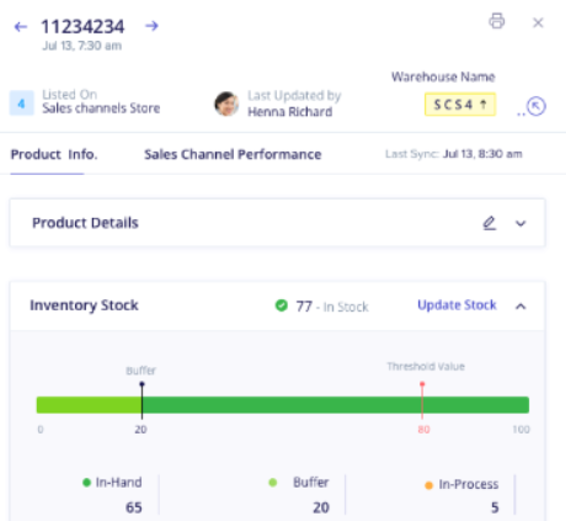 11234234
Jul 13, 7:30 am
Warehouse Name
4
Listed On
Sales channels Store
Last Updated by
Henna Richard
SCS4 ↑
Product Info.
Sales Channel Performance
Last Sync: Jul 13, 8:30 am
Product Details
Inventory Stock
77 - In Stock
Update Stock
Buffer
Threshold Value
0
20
80
100
In-Hand
65
Buffer
20
In-Process
5